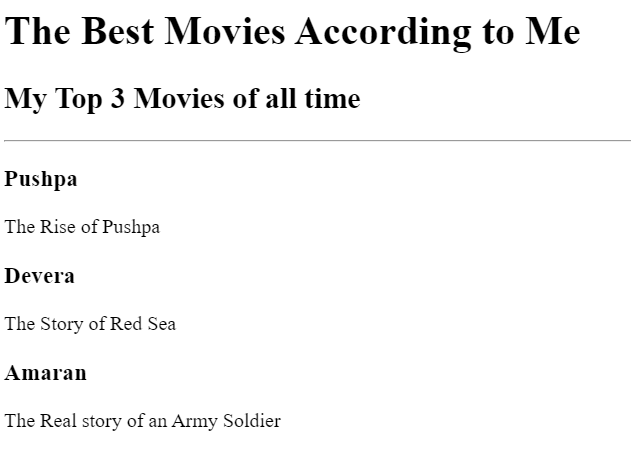 The Best Movies According to Me
My Top 3 Movies of all time
Pushpa
The Rise of Pushpa
Devera
The Story of Red Sea
Amaran
The Real story of an Army Soldier